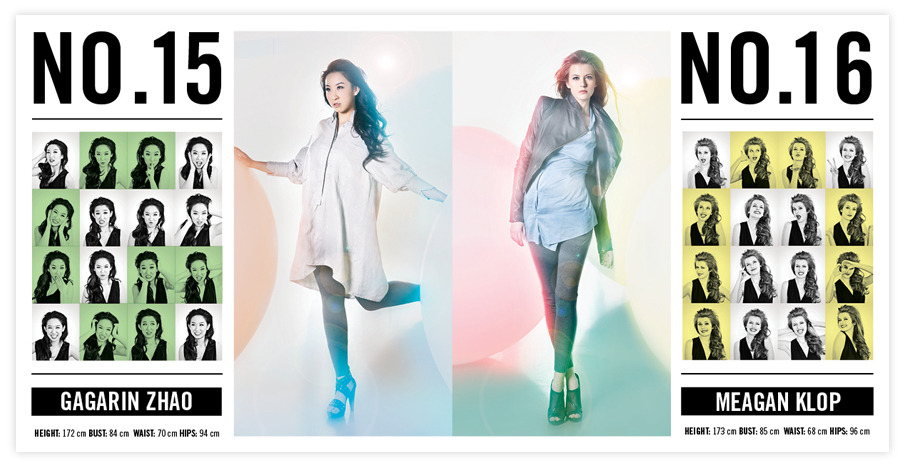 NO.15
GAGARIN ZHAO
HEIGHT: 172 cm BUST: 84 cm WAIST: 70 cm HIPS: 94 cm
NO.16
MEAGAN KLOP
HEIGHT: 173 cm BUST: 85 cm WAIST: 68 cm HIPS: 96 cm